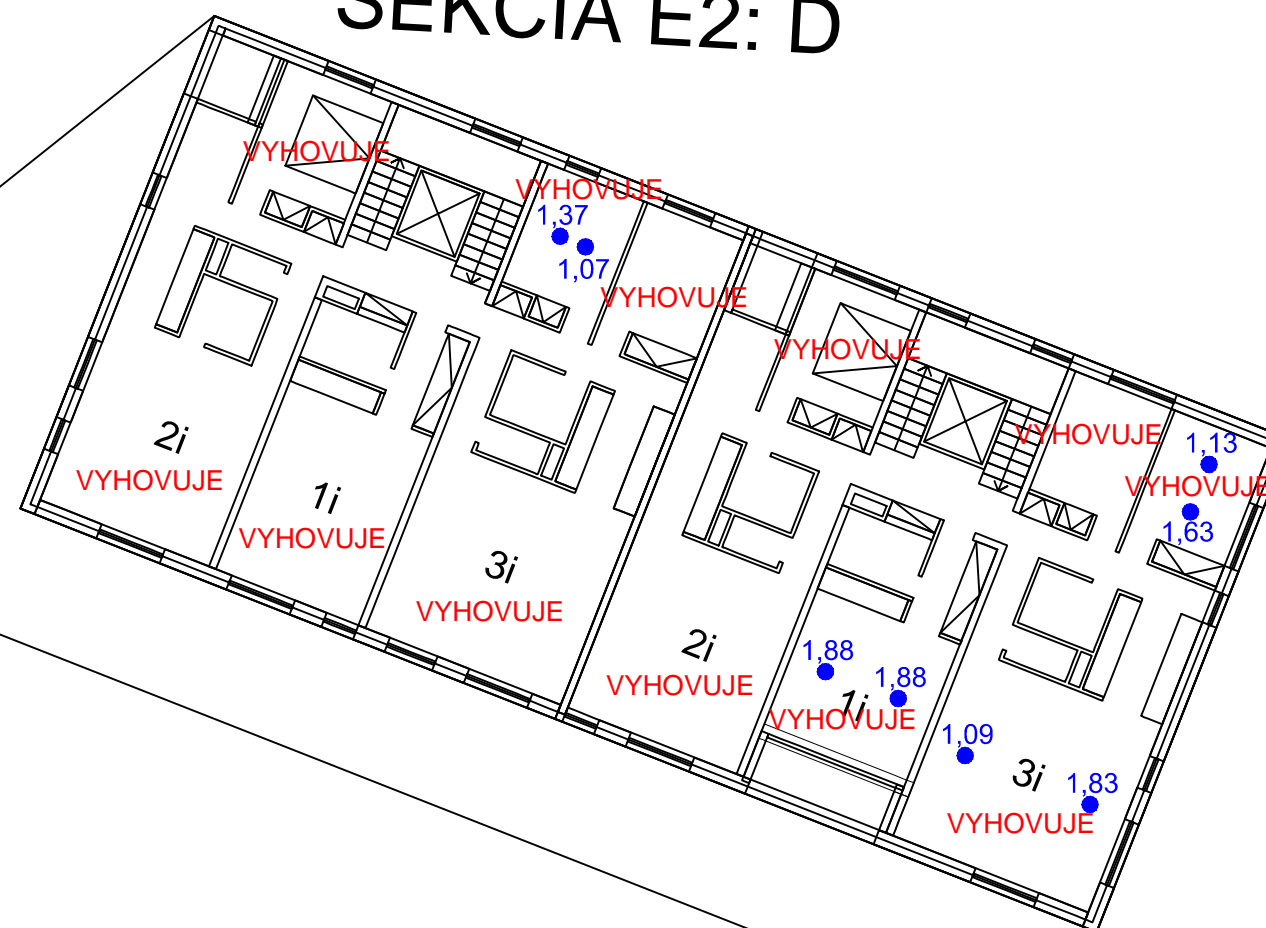 SEKCIA E2: D
VYHOVUJE
VYHOVUJE
1,37
1,07
VYHOVUJE
VYHOVUJE
VYHOVUJE
1,13
VYHOVUJE
1,63
2i
VYHOVUJE
1i
VYHOVUJE
3i
VYHOVUJE
2i
VYHOVUJE
1,88
1,88
1i
VYHOVUJE
1,09
3i
1,83
VYHOVUJE